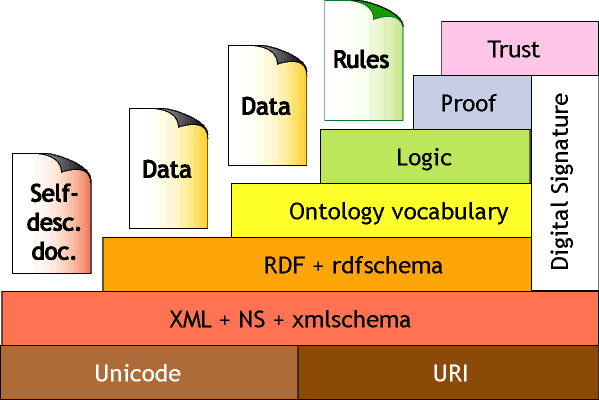 Trust
Rules
Proof
Data
Logic
Data
Digital Signature
Self-
desc.
doc.
Ontology vocabulary
RDF + rdfschema
XML + NS + xmlschema
Unicode
URI